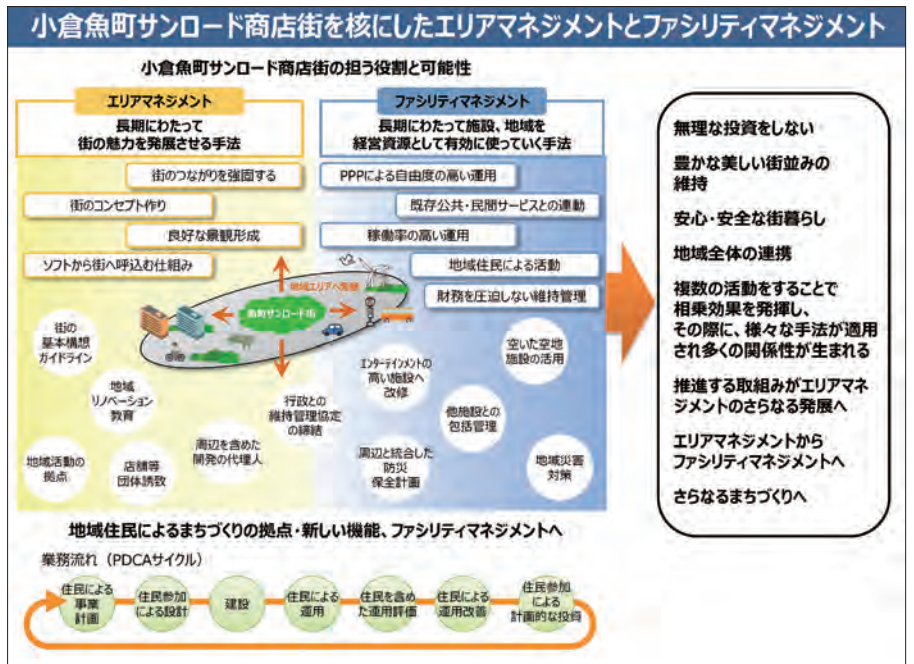 小倉魚町サンロード商店街を核にしたエリアマネジメントとファシリティマネジメント
小倉魚町サンロード商店街の担う役割と可能性
エリアマネジメント
長期にわたって
街の魅力を発展させる手法
街のつながりを強固する
街のコンセプト作り
良好な景観形成
ソフトから街へ呼込む仕組み
ファシリティマネジメント
長期にわたって施設、地域を
経営資源として有効に使っていく手法
PPPによる自由度の高い運用
既存公共・民間サービスとの連動
稼働率の高い運用
地域住民による活動
財務を圧迫しない維持管理
魚町サンロード街
街の
基本構想
ガイドライン
地域
リノベーション
教育
地域活動の
拠点
店舗等
団体誘致
周辺を含めた
開発の代理人
行政との
維持管理協定
の締結
エンターテインメントの
高い施設へ
改修
空いた空地
施設の活用
他施設との
包括管理
周辺と統合した
防災
保全計画
地域災害
対策
無理な投資をしない
豊かな美しい街並みの
維持
安心・安全な街暮らし
地域全体の連携
複数の活動をすることで
相乗効果を発揮し、
その際に、様々な手法が適用
され多くの関係性が生まれる
推進する取組みがエリアマネ
ジメントのさらなる発展へ
エリアマネジメントから
ファシリティマネジメントへ
さらなるまちづくりへ
地域住民によるまちづくりの拠点・新しい機能、ファシリティマネジメントへ
業務流れ（PDCAサイクル）
住民による
事業
計画
住民参加
による設計
建設
住民による
運用
住民を含め
た運用評価
住民による
運用改善
住民参加
による
計画的な投資